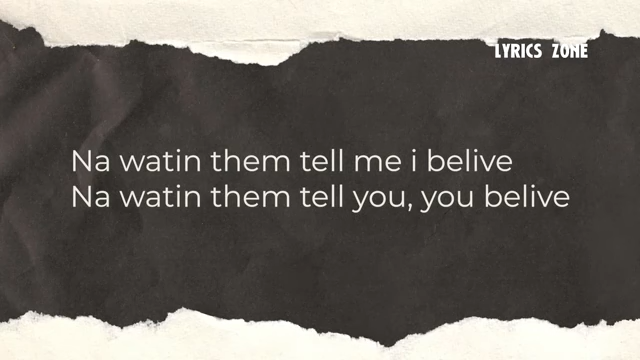 LYRICS ZONE
Na watin them tell me i belive
Na watin them tell you, you belive